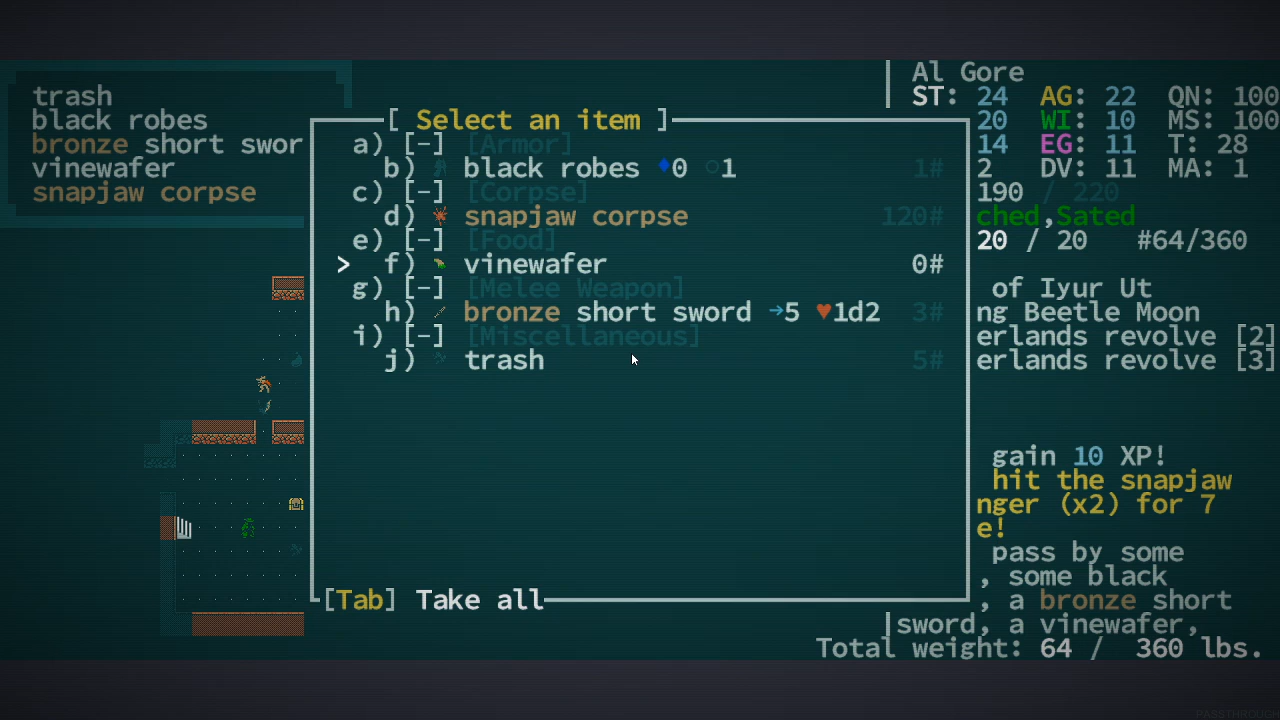 trash
black robes
bronze short swor
vinewafer
snapjaw corpse
[ Select an item ]
a) [-] [Armor]
b) black robes ♦0 ○1 1#
c) [-] [Corpse]
d) snapjaw corpse 120#
e) [-] [Food]
> f) vinewafer 0#
g) [-] [Melee Weapon]
h) bronze short sword →5 ♥1d2 3#
i) [-] [Miscellaneous]
j) trash 5#
[Tab] Take all
Al Gore
ST: 24 AG: 22 QN: 100
20 WI: 10 MS: 100
14 EG: 11 T: 28
2 DV: 11 MA: 1
190 / 220
ched,Sated
20 / 20 #64/360
of Iyur Ut
ng Beetle Moon
erlands revolve [2]
erlands revolve [3]
gain 10 XP!
hit the snapjaw
nger (x2) for 7
e!
pass by some
, some black
, a bronze short
sword, a vinewafer,
Total weight: 64 / 360 lbs.